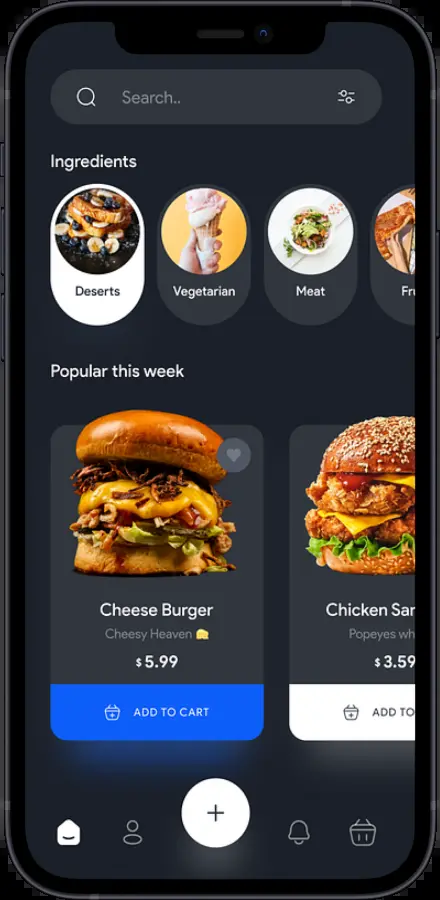 Search..
Ingredients
Deserts
Vegetarian
Meat
Fru
Popular this week
Cheese Burger
Cheesy Heaven
$ 5.99
ADD TO CART
Chicken Sar
Popeyes wh
$ 3.59
ADD TO